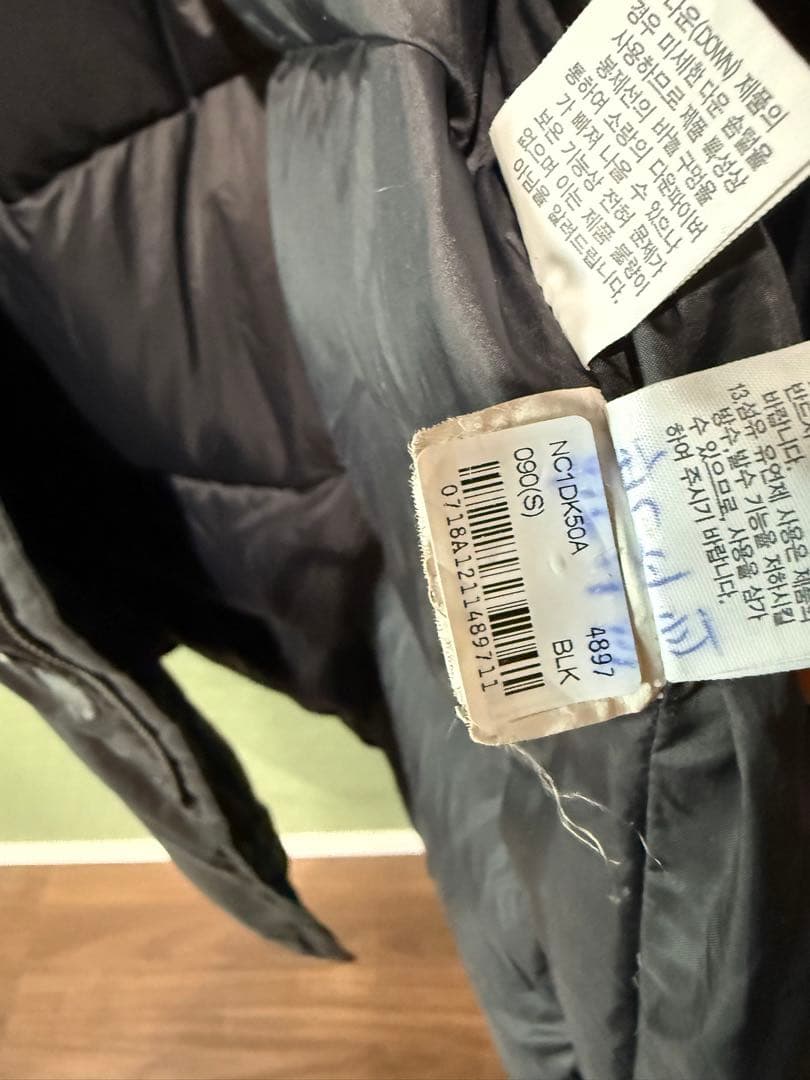 다운(DOWN) 제품의
경우 미세한 다운 솜털을
사용하므로 제품 특성상
봉제선의 바늘 구멍을
통하여 소량의 다운파이버
가 빠져 나올 수 있으나
보온 기능상 전혀 문제가
없으며 이는 제품 불량이
아님을 알려드립니다.
NC1DK50A
4897
090(S)
BLK
0718A1211489711
바랍니다.
13.섬유 유연제 사용은 제품
방수,발수 기능을 저하시킬
수 있으므로 사용을 삼가
하여 주시기 바랍니다.